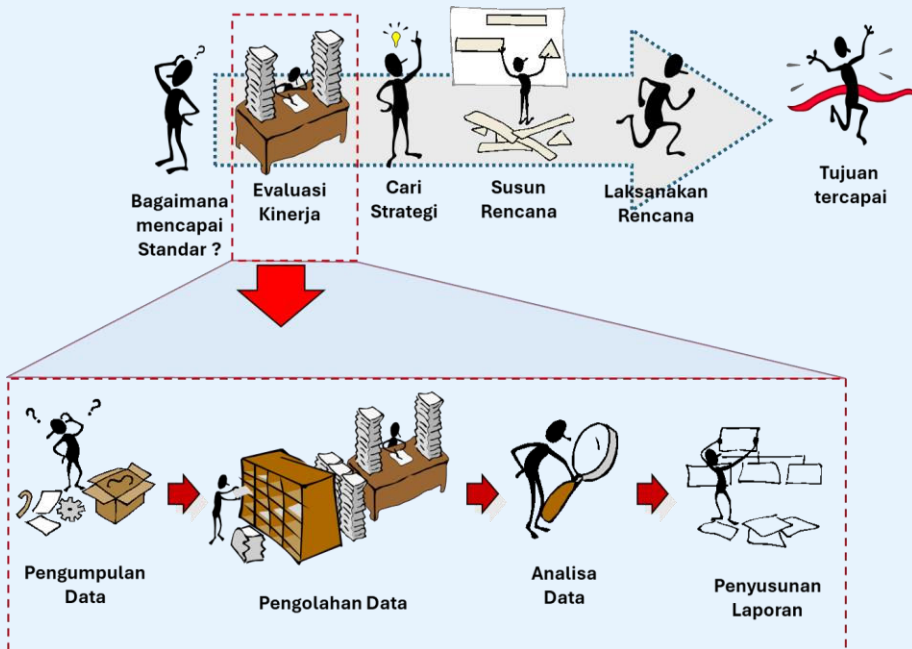 Bagaimana
mencapai
Standar ?
Evaluasi
Kinerja
Cari
Strategi
Susun
Rencana
Laksanakan
Rencana
Tujuan
tercapai
Pengumpulan
Data
Pengolahan Data
Analisa
Data
Penyusunan
Laporan